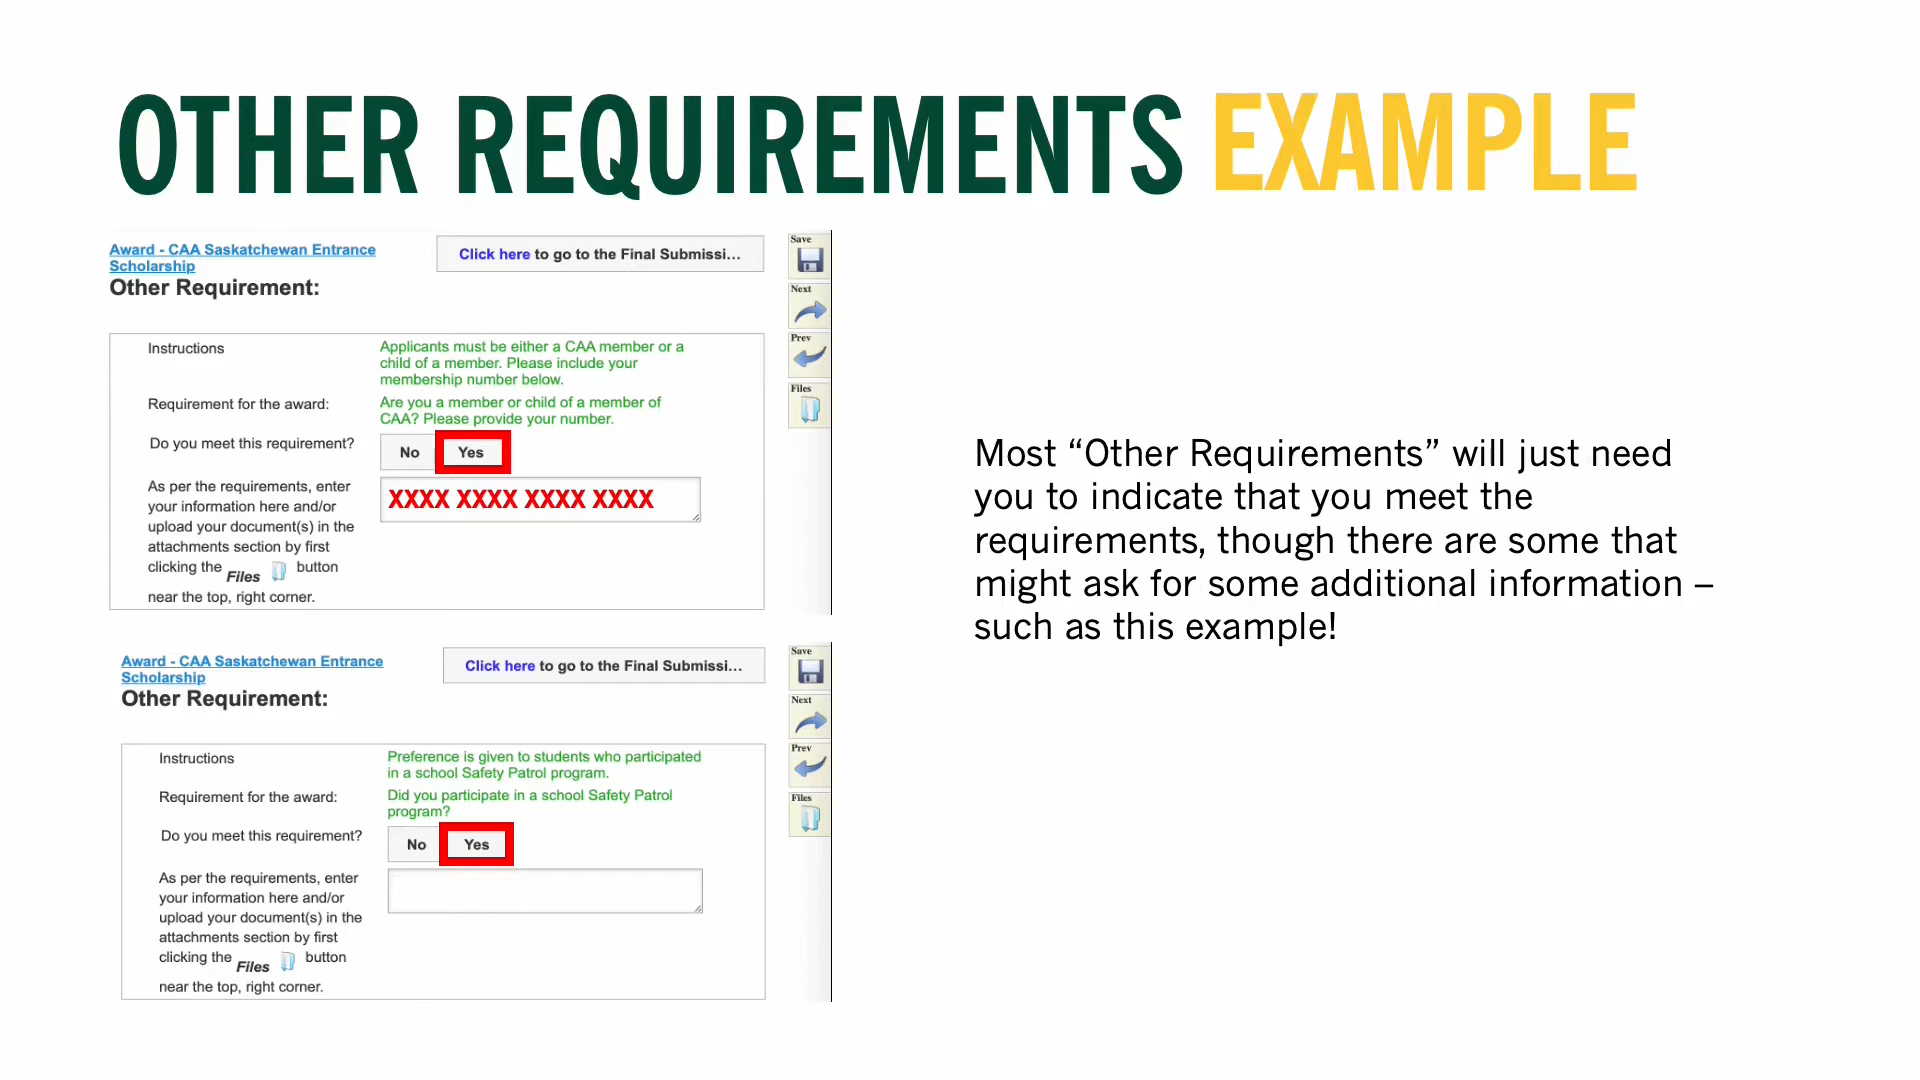 OTHER REQUIREMENTS EXAMPLE
Award - CAA Saskatchewan Entrance
Scholarship
Other Requirement:
Click here to go to the Final Submissi...
Save
Next
Prev
Files
Instructions
Applicants must be either a CAA member or a
child of a member. Please include your
membership number below.
Requirement for the award:
Are you a member or child of a member of
CAA? Please provide your number.
Do you meet this requirement?
No
Yes
As per the requirements, enter
your information here and/or
upload your document(s) in the
attachments section by first
clicking the Files button
near the top, right corner.
XXXX XXXX XXXX XXXX
Award - CAA Saskatchewan Entrance
Scholarship
Other Requirement:
Click here to go to the Final Submissi...
Save
Next
Prev
Files
Instructions
Preference is given to students who participated
in a school Safety Patrol program.
Requirement for the award:
Did you participate in a school Safety Patrol
program?
Do you meet this requirement?
No
Yes
As per the requirements, enter
your information here and/or
upload your document(s) in the
attachments section by first
clicking the Files button
near the top, right corner.
Most “Other Requirements” will just need
you to indicate that you meet the
requirements, though there are some that
might ask for some additional information –
such as this example!